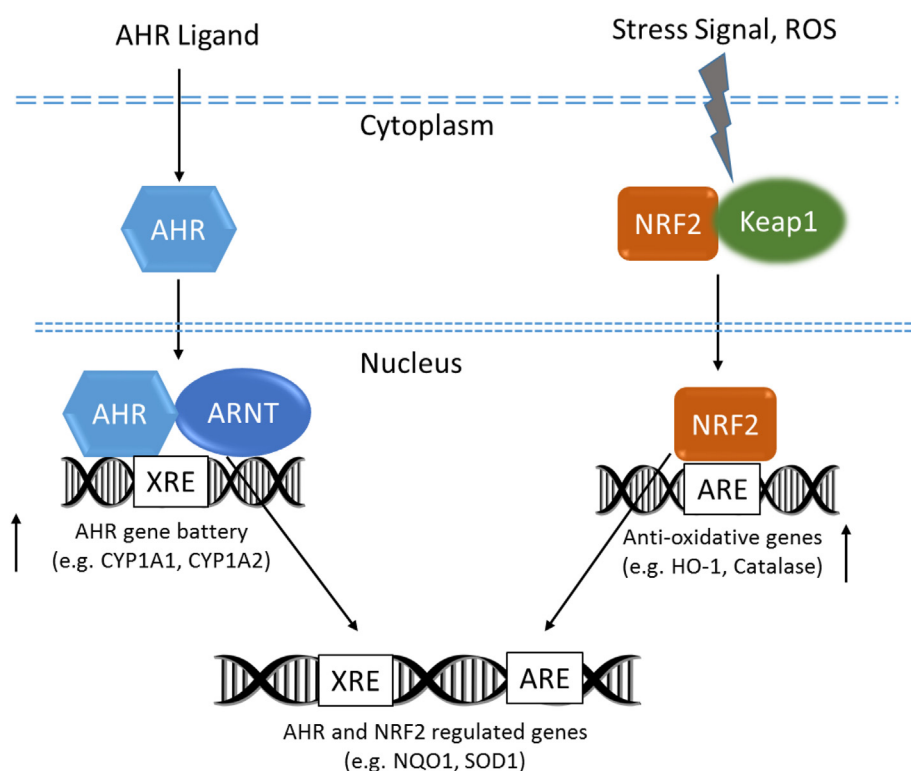 AHR Ligand
Stress Signal, ROS
Cytoplasm
AHR
NRF2
Keap1
Nucleus
AHR
ARNT
NRF2
XRE
ARE
AHR gene battery
(e.g. CYP1A1, CYP1A2)
Anti-oxidative genes
(e.g. HO-1, Catalase)
XRE
ARE
AHR and NRF2 regulated genes
(e.g. NQO1, SOD1)